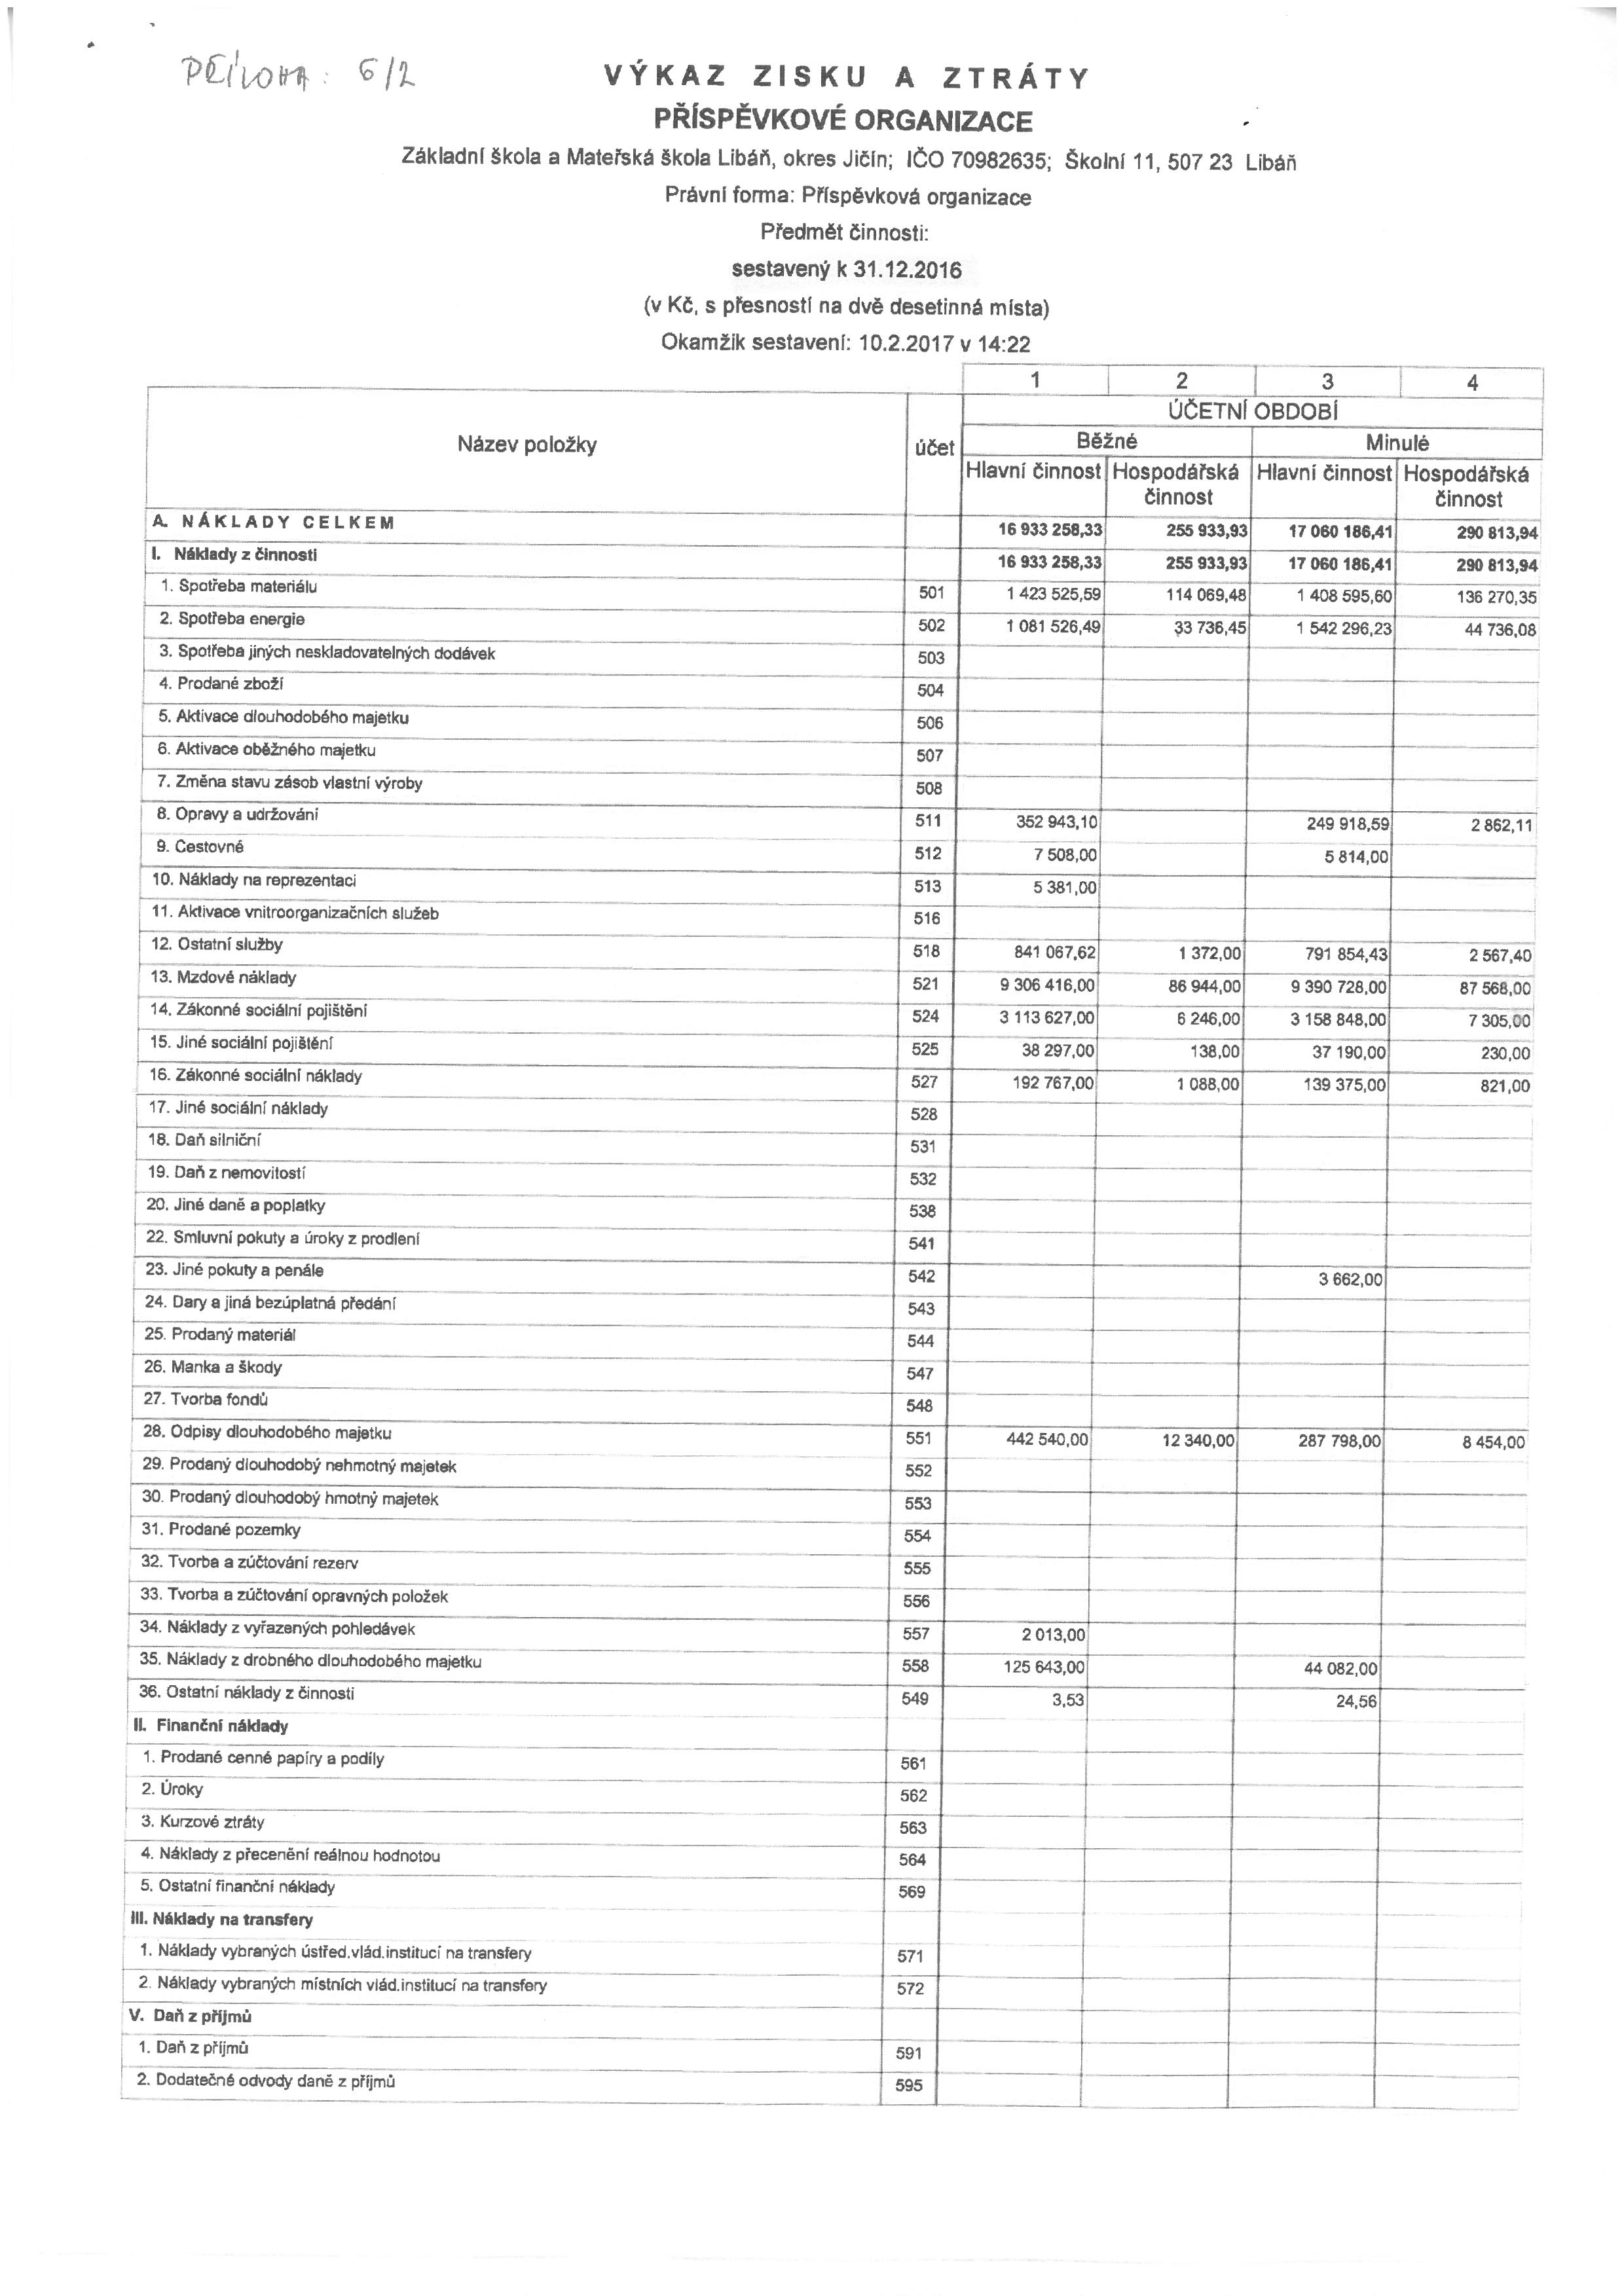 PŘÍLOHA: 6/2
VÝKAZ ZISKU A ZTRÁTY
PŘÍSPĚVKOVÉ ORGANIZACE
Základní škola a Mateřská škola Libáň, okres Jičín; IČO 70982635; Školní 11, 507 23 Libáň
Právní forma: Příspěvková organizace
Předmět činnosti:
sestavený k 31.12.2016
(v Kč, s přesností na dvě desetinná místa)
Okamžik sestavení: 10.2.2017 v 14:22
1 2 3 4
ÚČETNÍ OBDOBÍ
Název položky účet Běžné Minulé
Hlavní činnost Hospodářská činnost Hlavní činnost Hospodářská činnost
A. NÁKLADY CELKEM 16 933 258,33 255 933,93 17 060 186,41 290 813,94
I. Náklady z činnosti 16 933 258,33 255 933,93 17 060 186,41 290 813,94
1. Spotřeba materiálu 501 1 423 525,59 114 069,48 1 408 595,60 136 270,35
2. Spotřeba energie 502 1 081 526,49 33 736,45 1 542 296,23 44 736,08
3. Spotřeba jiných neskladovatelných dodávek 503
4. Prodané zboží 504
5. Aktivace dlouhodobého majetku 506
6. Aktivace oběžného majetku 507
7. Změna stavu zásob vlastní výroby 508
8. Opravy a udržování 511 352 943,10 249 918,59 2 862,11
9. Cestovné 512 7 508,00 5 814,00
10. Náklady na reprezentaci 513 5 381,00
11. Aktivace vnitroorganizačních služeb 516
12. Ostatní služby 518 841 067,62 1 372,00 791 854,43 2 567,40
13. Mzdové náklady 521 9 306 416,00 86 944,00 9 390 728,00 87 568,00
14. Zákonné sociální pojištění 524 3 113 627,00 6 246,00 3 158 848,00 7 305,00
15. Jiné sociální pojištění 525 38 297,00 138,00 37 190,00 230,00
16. Zákonné sociální náklady 527 192 767,00 1 088,00 139 375,00 821,00
17. Jiné sociální náklady 528
18. Daň silniční 531
19. Daň z nemovitostí 532
20. Jiné daně a poplatky 538
22. Smluvní pokuty a úroky z prodlení 541
23. Jiné pokuty a penále 542 3 662,00
24. Dary a jiná bezúplatná předání 543
25. Prodaný materiál 544
26. Manka a škody 547
27. Tvorba fondů 548
28. Odpisy dlouhodobého majetku 551 442 540,00 12 340,00 287 798,00 8 454,00
29. Prodaný dlouhodobý nehmotný majetek 552
30. Prodaný dlouhodobý hmotný majetek 553
31. Prodané pozemky 554
32. Tvorba a zúčtování rezerv 555
33. Tvorba a zúčtování opravných položek 556
34. Náklady z vyřazených pohledávek 557 2 013,00
35. Náklady z drobného dlouhodobého majetku 558 125 643,00 44 082,00
36. Ostatní náklady z činnosti 549 3,53 24,56
II. Finanční náklady
1. Prodané cenné papíry a podíly 561
2. Úroky 562
3. Kurzové ztráty 563
4. Náklady z přecenění reálnou hodnotou 564
5. Ostatní finanční náklady 569
III. Náklady na transfery
1. Náklady vybraných ústřed.vlád.institucí na transfery 571
2. Náklady vybraných místních vlád.institucí na transfery 572
V. Daň z příjmů
1. Daň z příjmů 591
2. Dodatečné odvody daně z příjmů 595